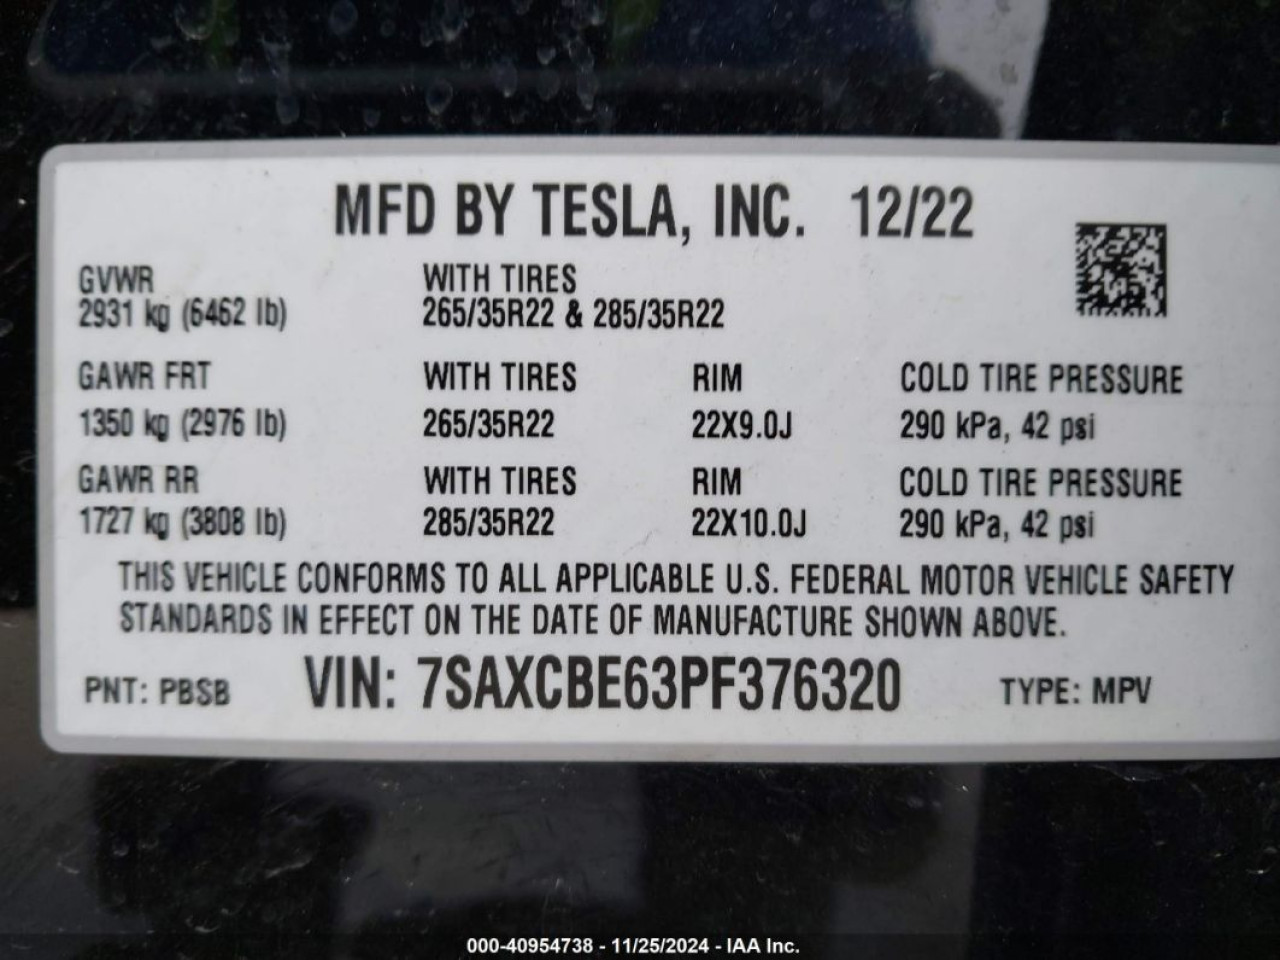 MFD BY TESLA, INC. 12/22
GVWR WITH TIRES
2931 kg (6462 lb) 265/35R22 & 285/35R22
GAWR FRT WITH TIRES RIM COLD TIRE PRESSURE
1350 kg (2976 lb) 265/35R22 22X9.0J 290 kPa, 42 psi
GAWR RR WITH TIRES RIM COLD TIRE PRESSURE
1727 kg (3808 lb) 285/35R22 22X10.0J 290 kPa, 42 psi
THIS VEHICLE CONFORMS TO ALL APPLICABLE U.S. FEDERAL MOTOR VEHICLE SAFETY
STANDARDS IN EFFECT ON THE DATE OF MANUFACTURE SHOWN ABOVE.
PNT: PBSB VIN: 7SAXCBE63PF376320 TYPE: MPV
000-40954738 - 11/25/2024 - IAA Inc.